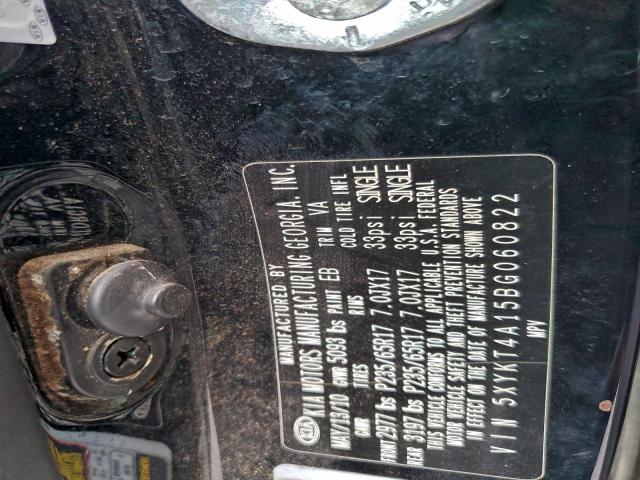 MANUFACTURED BY
KIA KIA MOTORS MANUFACTURING GEORGIA, INC.
MAY/13/10 GVWR 5093 lbs PAINT EB TRIM VA
GAWR TIRES RIMS COLD TIRE INFL
FRONT 2977 lbs P235/65R17 7.0JX17 33psi SINGLE
REAR 3197 lbs P235/65R17 7.0JX17 33psi SINGLE
THIS VEHICLE CONFORMS TO ALL APPLICABLE U.S.A. FEDERAL
MOTOR VEHICLE SAFETY AND THEFT PREVENTION STANDARDS
IN EFFECT ON THE DATE OF MANUFACTURE SHOWN ABOVE
VIN 5XYKT4A15BG060822
MPV